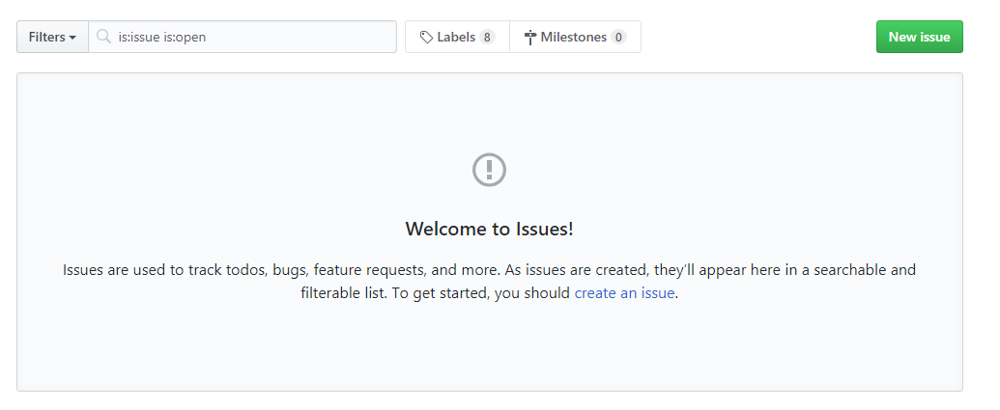 Filters is:issue is:open Labels 8 Milestones 0 New issue
Welcome to Issues!
Issues are used to track todos, bugs, feature requests, and more. As issues are created, they’ll appear here in a searchable and
filterable list. To get started, you should create an issue.